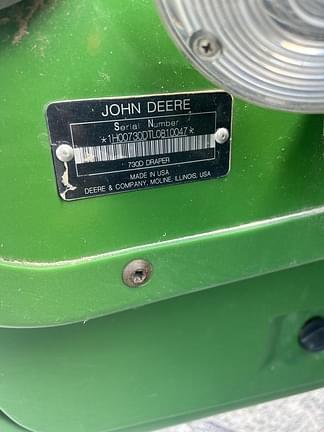 JOHN DEERE
Serial Number
*1H00730DTL0810047*
730D DRAPER
MADE IN USA
DEERE & COMPANY, MOLINE, ILLINOIS, USA